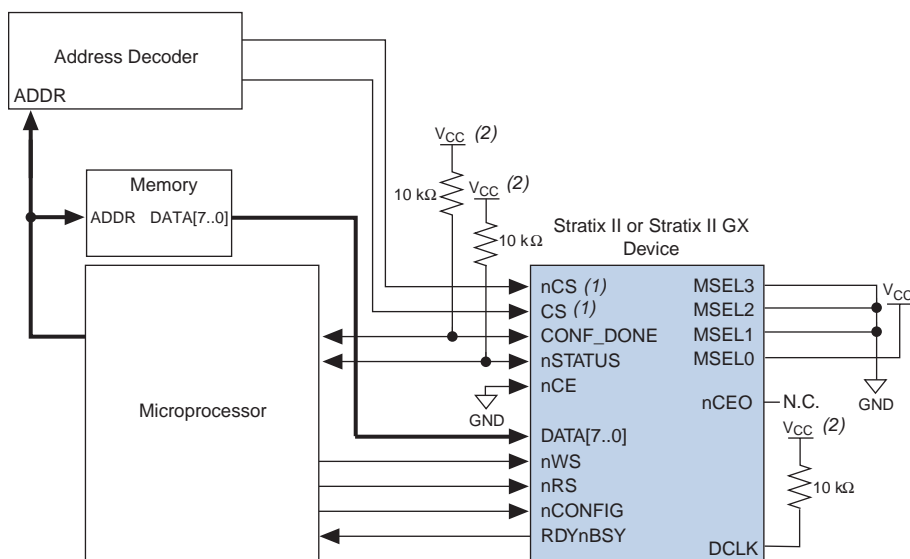 Address Decoder
ADDR
VCC (2)
VCC (2)
10 kΩ
10 kΩ
Memory
ADDR DATA[7..0]
Stratix II or Stratix II GX
Device
nCS (1)
CS (1)
CONF_DONE
nSTATUS
nCE
GND
DATA[7..0]
nWS
nRS
nCONFIG
RDYnBSY
MSEL3
MSEL2
MSEL1
MSEL0
VCC
GND
nCEO
N.C.
VCC (2)
10 kΩ
DCLK
Microprocessor